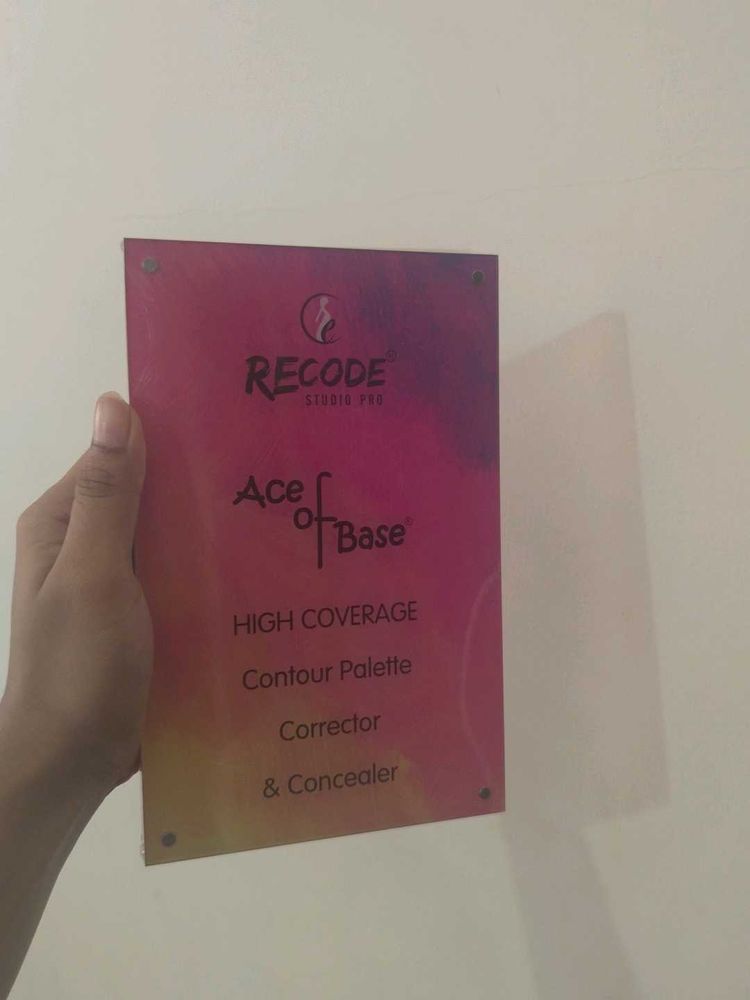 RECODE®
STUDIO PRO
Ace
of
Base®
HIGH COVERAGE
Contour Palette
Corrector
& Concealer